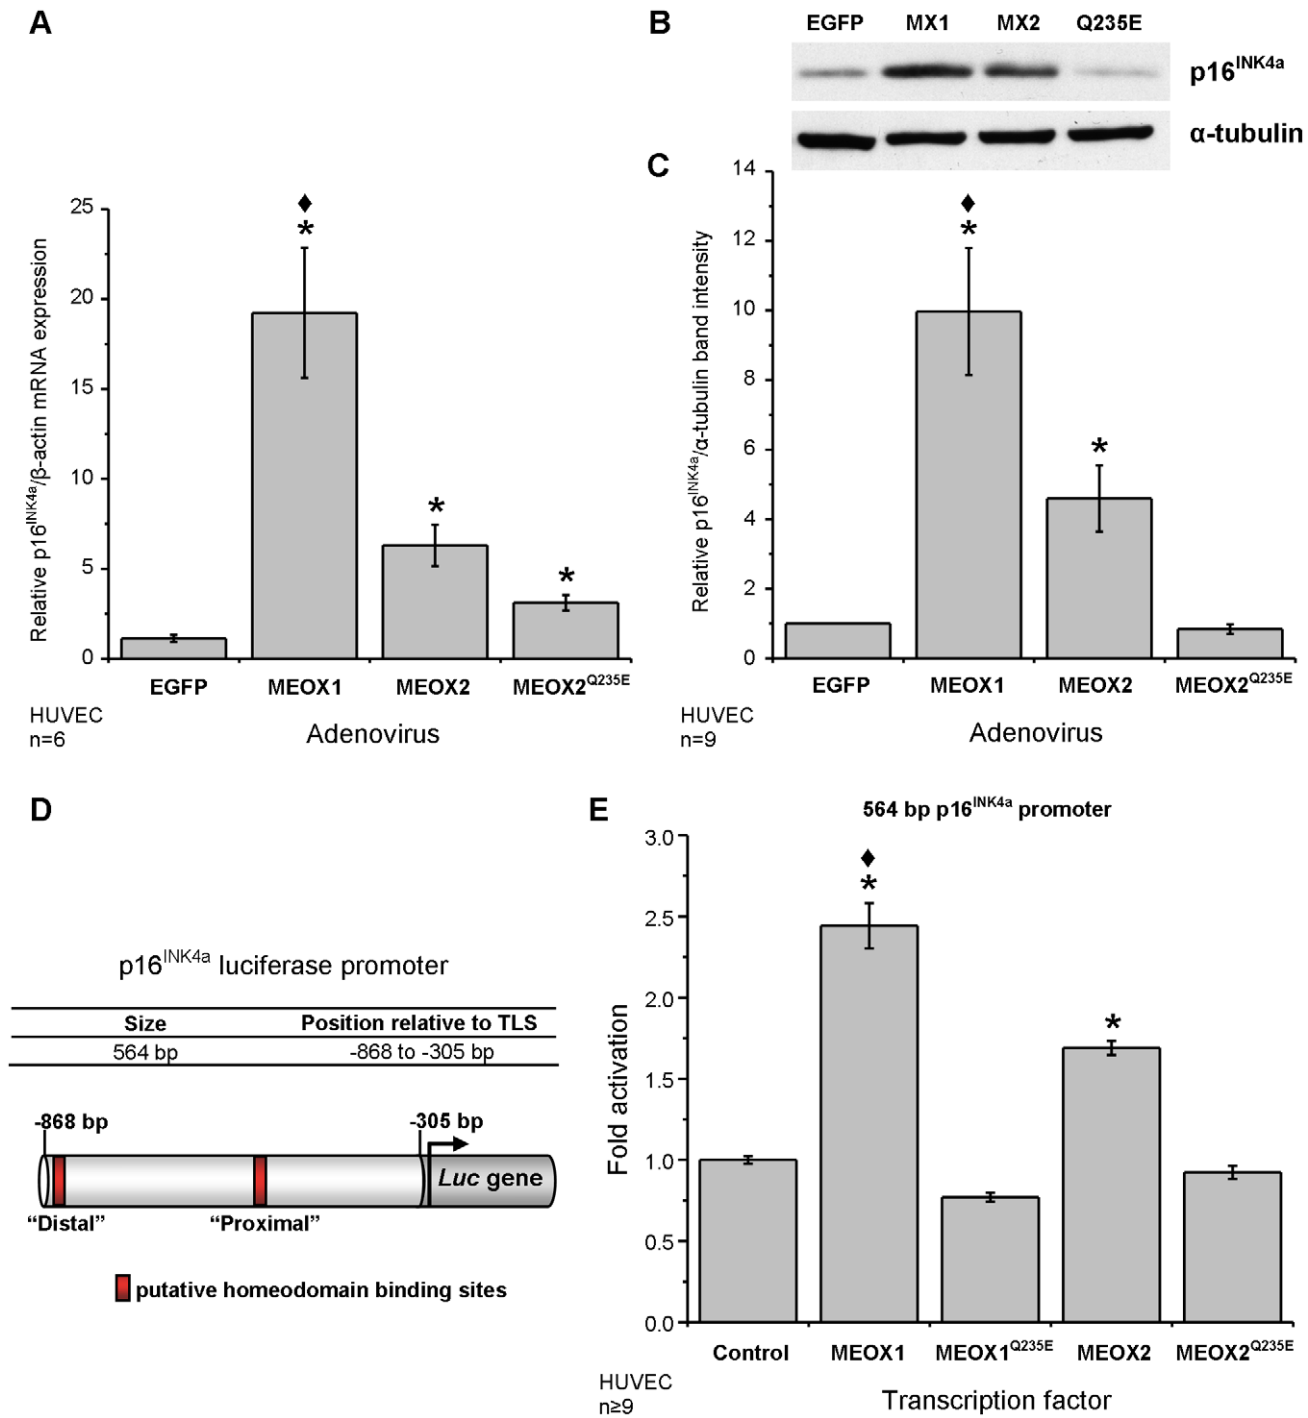 A
25
20
15
10
5
0
Relative p16INK4a/β-actin mRNA expression
♦
*
*
*
EGFP MEOX1 MEOX2 MEOX2Q235E
HUVEC
n=6
Adenovirus
B
EGFP MX1 MX2 Q235E
p16INK4a
α-tubulin
C
14
12
10
8
6
4
2
0
Relative p16INK4a/α-tubulin band intensity
♦
*
*
EGFP MEOX1 MEOX2 MEOX2Q235E
HUVEC
n=9
Adenovirus
D
p16INK4a luciferase promoter
Size Position relative to TLS
564 bp -868 to -305 bp
-868 bp -305 bp
Luc gene
“Distal” “Proximal”
putative homeodomain binding sites
E
564 bp p16INK4a promoter
3.0
2.5
2.0
1.5
1.0
0.5
0.0
Fold activation
♦
*
*
Control MEOX1 MEOX1Q235E MEOX2 MEOX2Q235E
HUVEC
n≥9
Transcription factor